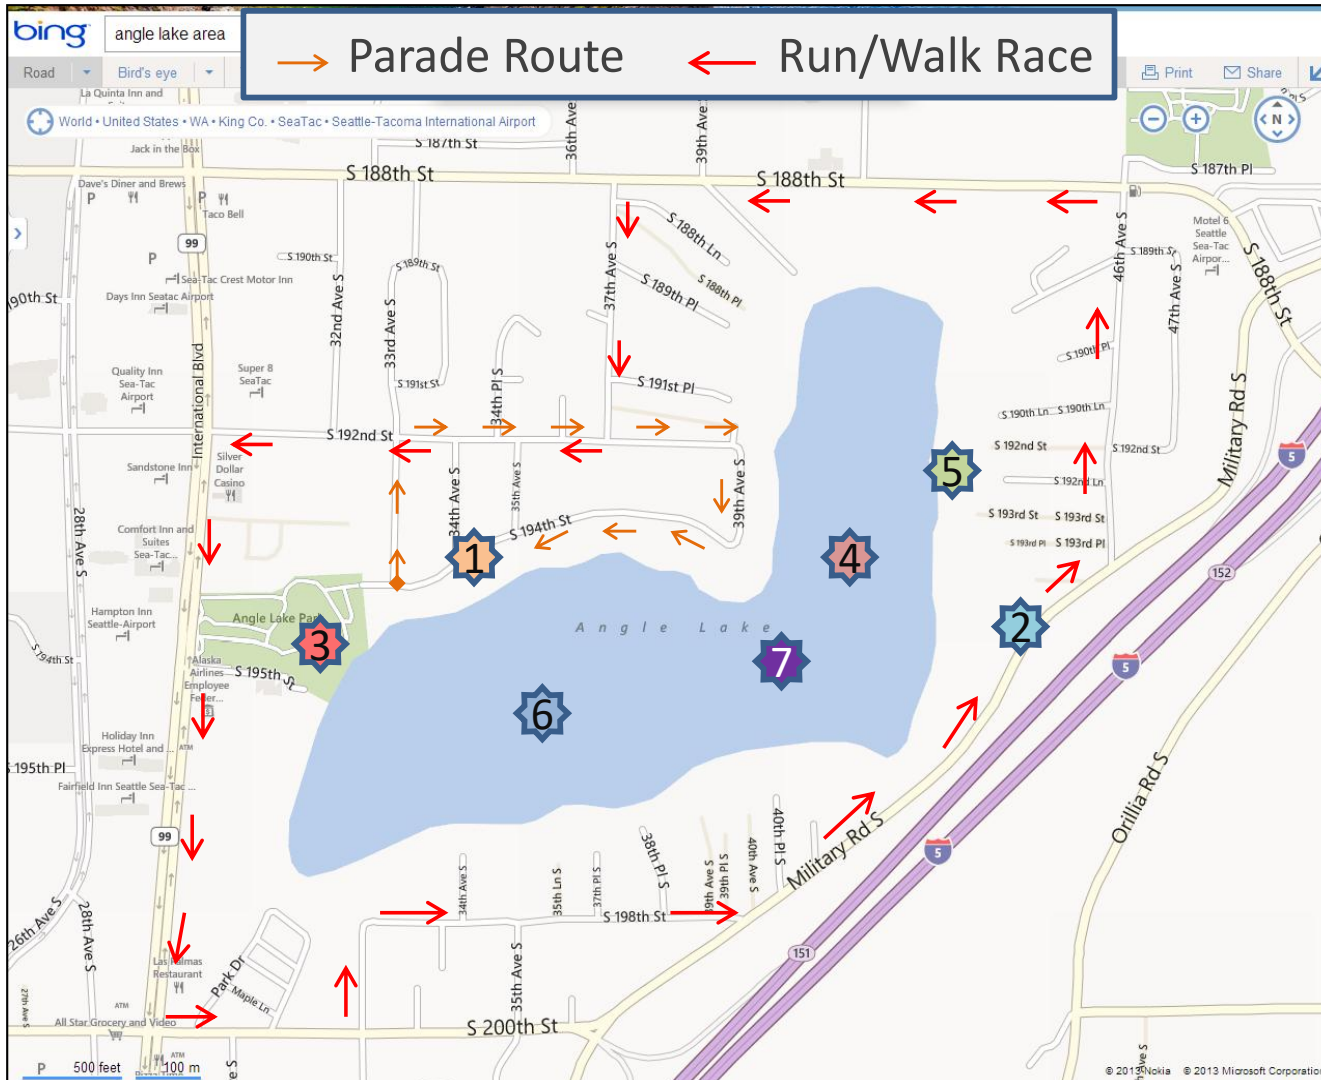 bing
angle lake area
Parade Route
Run/Walk Race
Road
Bird's eye
Print
Share
World • United States • WA • King Co. • SeaTac • Seattle-Tacoma International Airport
La Quinta Inn and
Jack in the Box
S 187th St
36th Ave
39th Ave
N
S 187th Pl
S 188th St
S 188th St
Dave's Diner and Brews
P
P
Taco Bell
99
P
S 188th Ln
S 188th Pl
S 189th Pl
37th Ave S
46th Ave S
Motel 6
Seattle
Sea-Tac
Airpor...
S 189th St
47th Ave S
S 188th St
S 190th St
S 189th St
Sea-Tac Crest Motor Inn
Days Inn Seatac Airport
190th St
32nd Ave S
33rd Ave S
International Blvd
S 190th Pl
Quality Inn
Sea-Tac
Airport
Super 8
SeaTac
S 191st St
34th Pl S
S 191st Pl
S 190th Ln
S 190th Ln
Military Rd S
S 192nd St
S 192nd St
S 192nd St
5
Silver
Dollar
Casino
Sandstone Inn
34th Ave S
35th Ave S
39th Ave S
5
S 192nd Ln
28th Ave S
S 193rd St
S 193rd St
Comfort Inn and
Suites
Sea-Tac...
S 194th St
1
4
S 193rd Pl
S 193rd Pl
152
Hampton Inn
Seattle-Airport
Angle Lake Par
3
Angle Lake
2
S 194th St
7
5
Alaska
Airlines
Employee
Feder...
S 195th St
6
Holiday Inn
Express Hotel and ...
ATM
S 195th Pl
Fairfield Inn Seattle Sea-Tac ...
Orillia Rd S
99
38th Pl S
40th Pl S
Military Rd S
5
34th Ave S
35th Ln S
37th Pl S
39th Ave S
39th Pl S
40th Ave S
S 198th St
26th Ave S
28th Ave S
Las Palmas
Restaurant
Park Dr
Maple Ln
35th Ave S
151
27th Ave S
ATM
All Star Grocery and Video
S 200th St
ATM
P
500 feet
100 m
© 2013 Nokia
© 2013 Microsoft Corporation